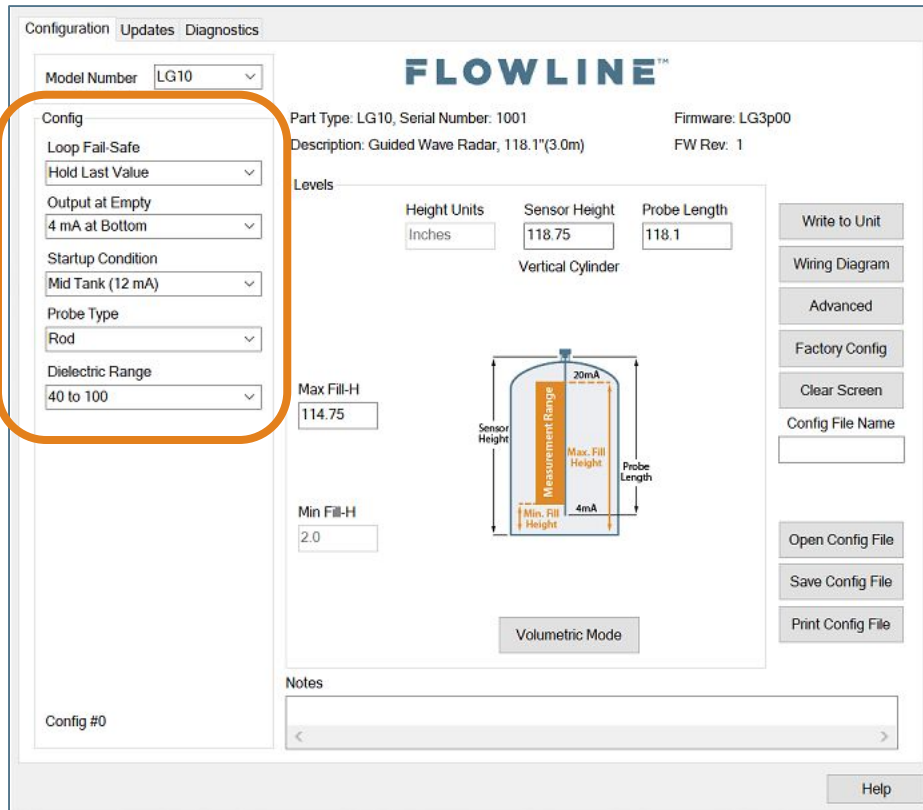 Configuration Updates Diagnostics
Model Number LG10
FLOWLINE™
Config
Loop Fail-Safe
Hold Last Value
Output at Empty
4 mA at Bottom
Startup Condition
Mid Tank (12 mA)
Probe Type
Rod
Dielectric Range
40 to 100
Config #0
Part Type: LG10, Serial Number: 1001
Firmware: LG3p00
Description: Guided Wave Radar, 118.1"(3.0m)
FW Rev. 1
Levels
Height Units
Inches
Sensor Height
118.75
Probe Length
118.1
Vertical Cylinder
Max Fill-H
114.75
Min Fill-H
2.0
20mA
Sensor
Height
Measurement Range
Max. Fill
Height
Probe
Length
Min. Fill
Height
4mA
Volumetric Mode
Write to Unit
Wiring Diagram
Advanced
Factory Config
Clear Screen
Config File Name
Open Config File
Save Config File
Print Config File
Notes
Help